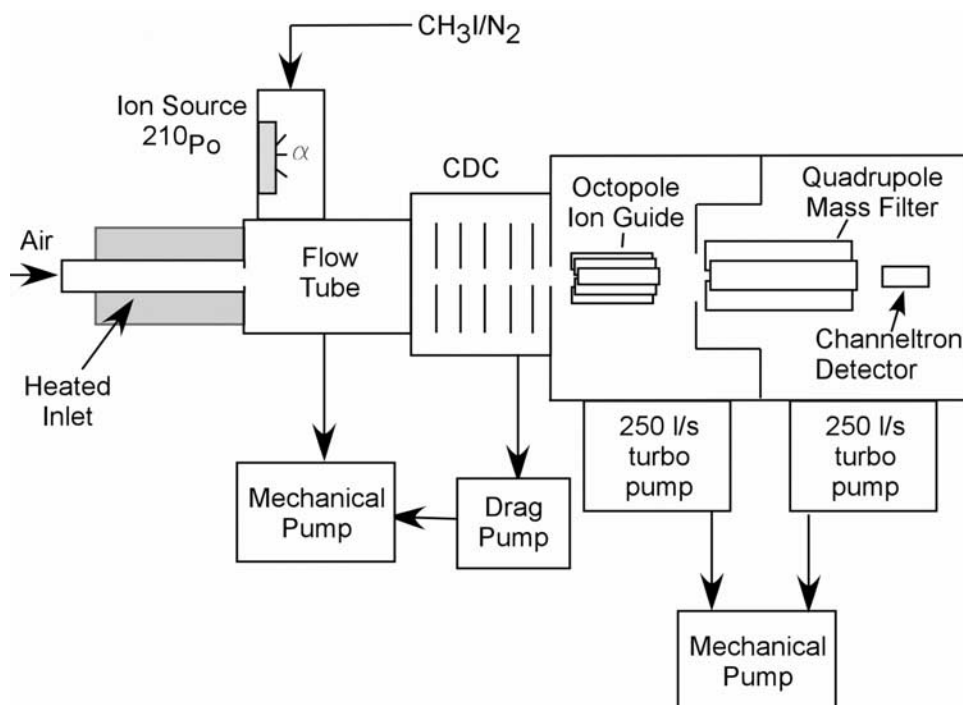 CH3I/N2
Ion Source
210Po
α
CDC
Octopole
Ion Guide
Quadrupole
Mass Filter
Air
Flow
Tube
Channeltron
Detector
Heated
Inlet
250 l/s
turbo
pump
250 l/s
turbo
pump
Mechanical
Pump
Drag
Pump
Mechanical
Pump